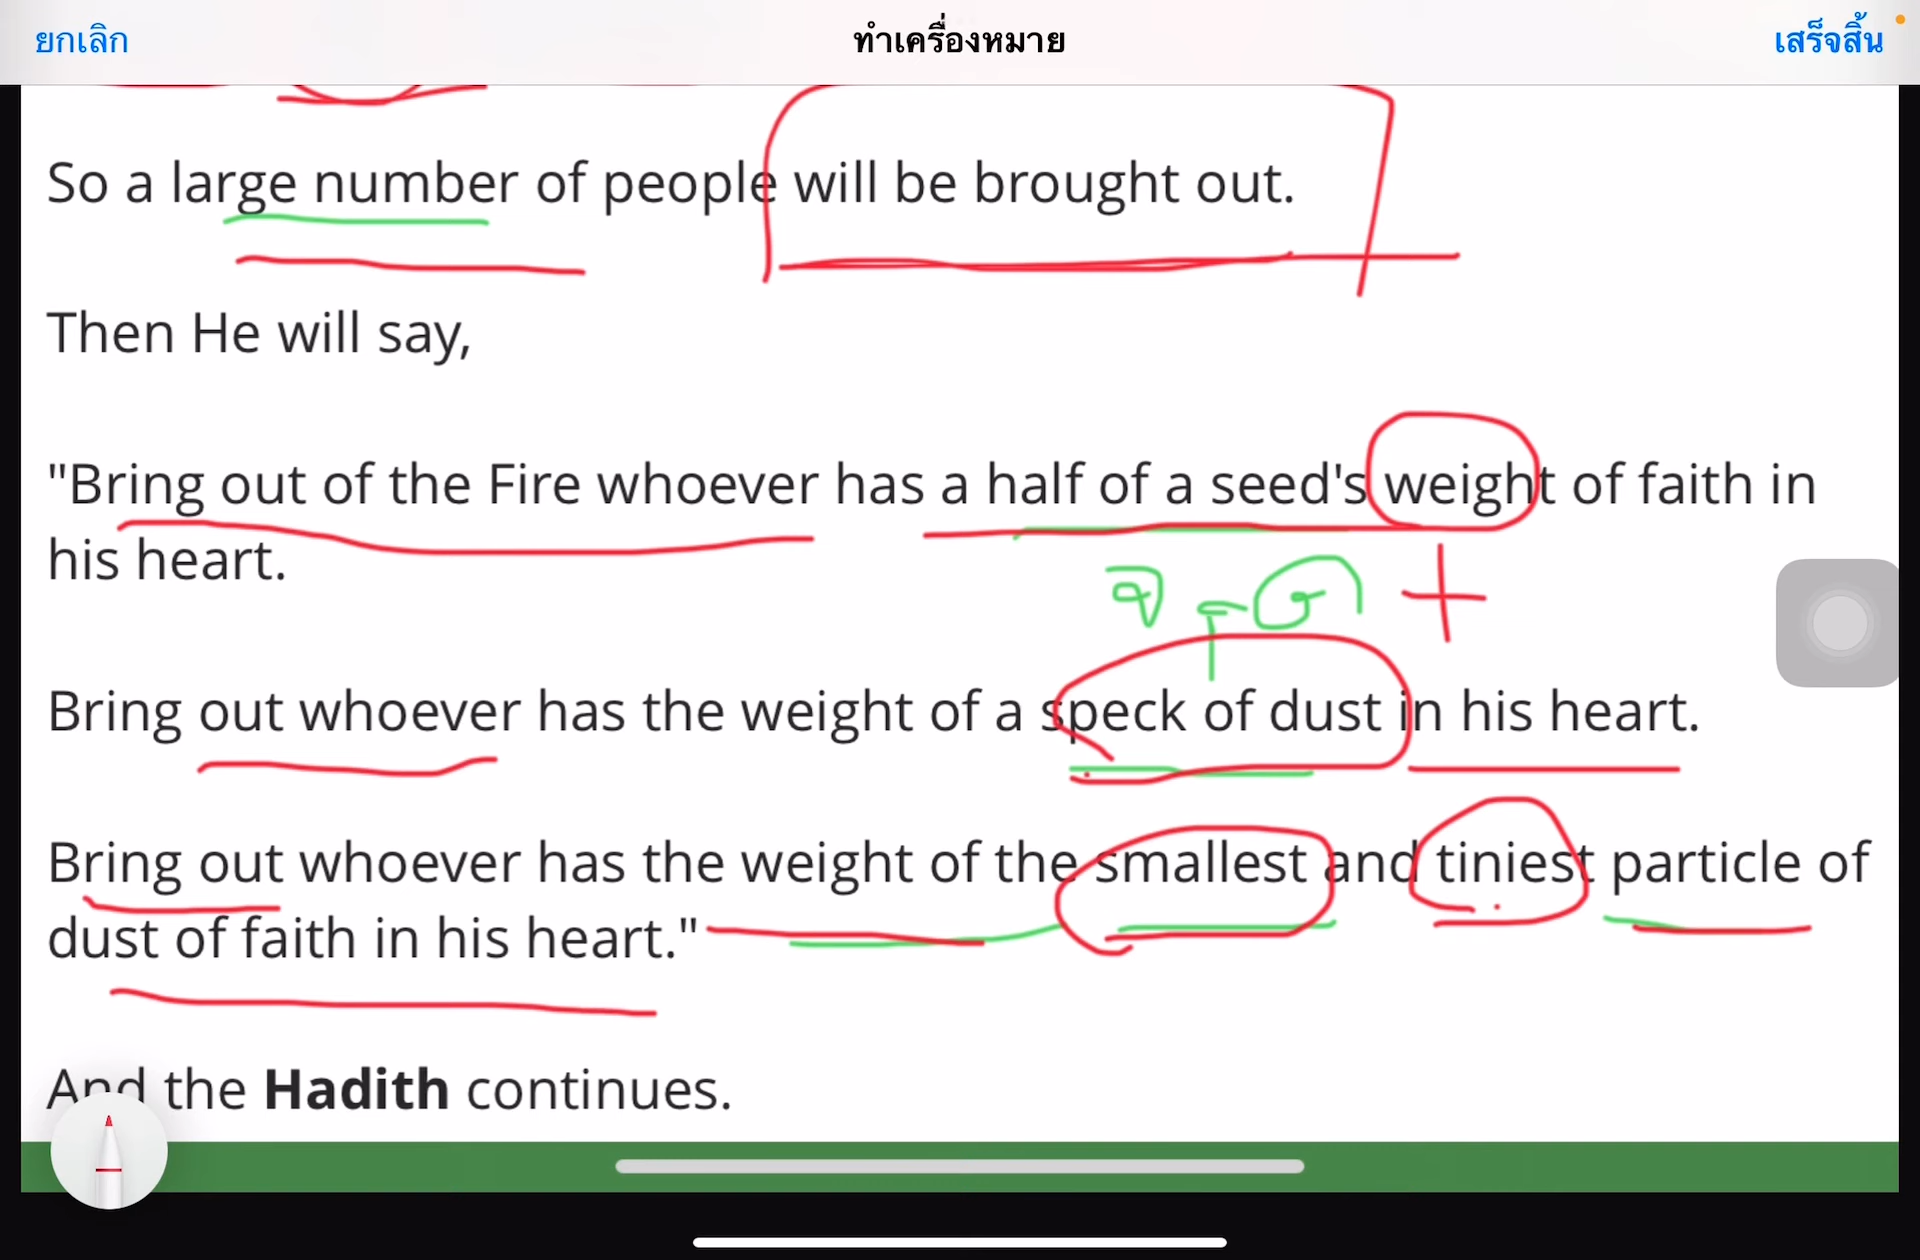 ยกเลิก ทำเครื่องหมาย เสร็จสิ้น
So a large number of people will be brought out.
Then He will say,
"Bring out of the Fire whoever has a half of a seed's weight of faith in
his heart.
Bring out whoever has the weight of a speck of dust in his heart.
Bring out whoever has the weight of the smallest and tiniest particle of
dust of faith in his heart."
And the Hadith continues.